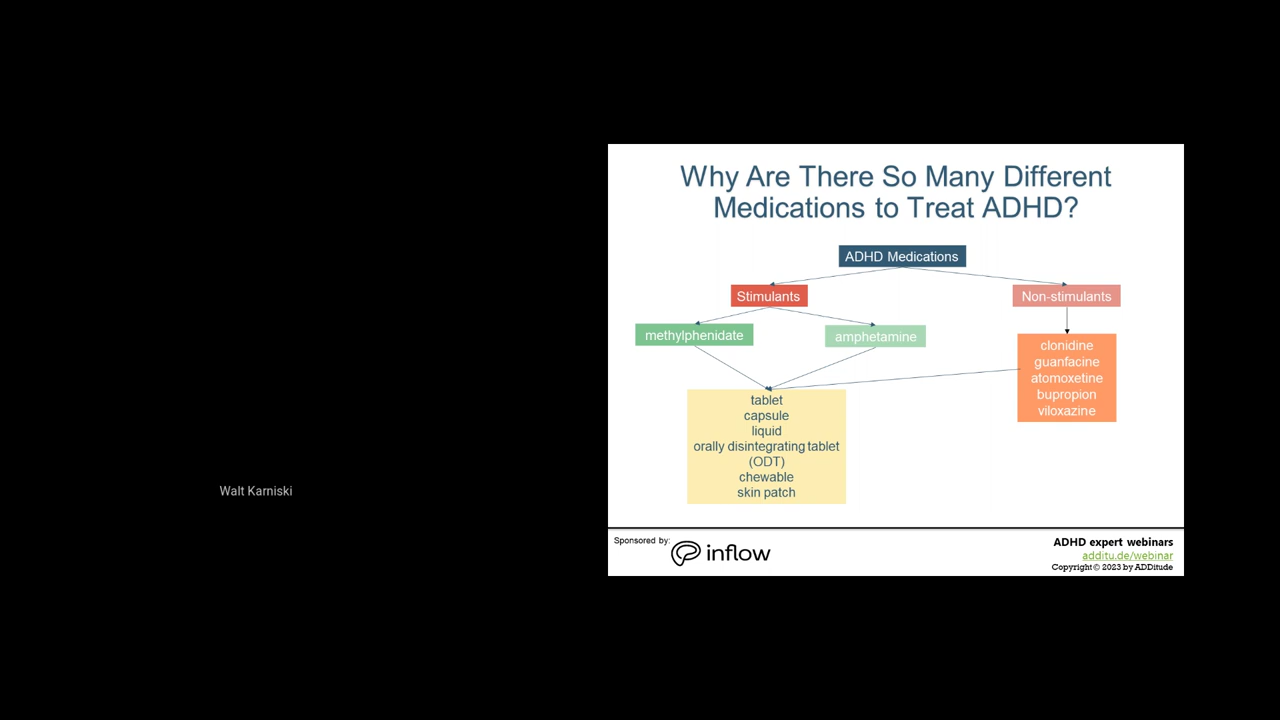 Why Are There So Many Different
Medications to Treat ADHD?
ADHD Medications
Stimulants
Non-stimulants
methylphenidate
amphetamine
clonidine
guanfacine
atomoxetine
bupropion
viloxazine
tablet
capsule
liquid
orally disintegrating tablet
(ODT)
chewable
skin patch
Walt Karniski
Sponsored by:
inflow
ADHD expert webinars
additu.de/webinar
Copyright © 2023 by ADDitude